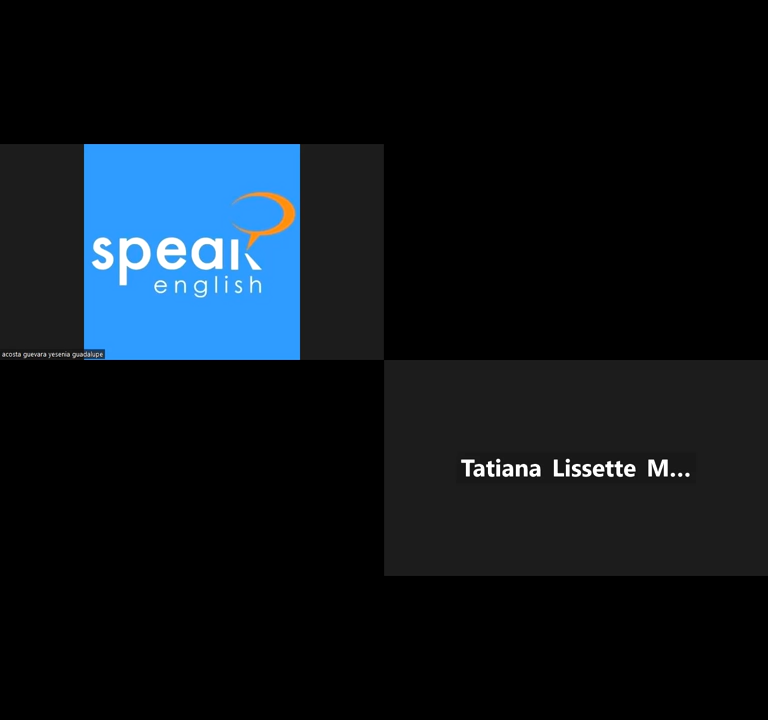 speak
english
acosta guevara yesenia guadalupe
Tatiana Lissette M...